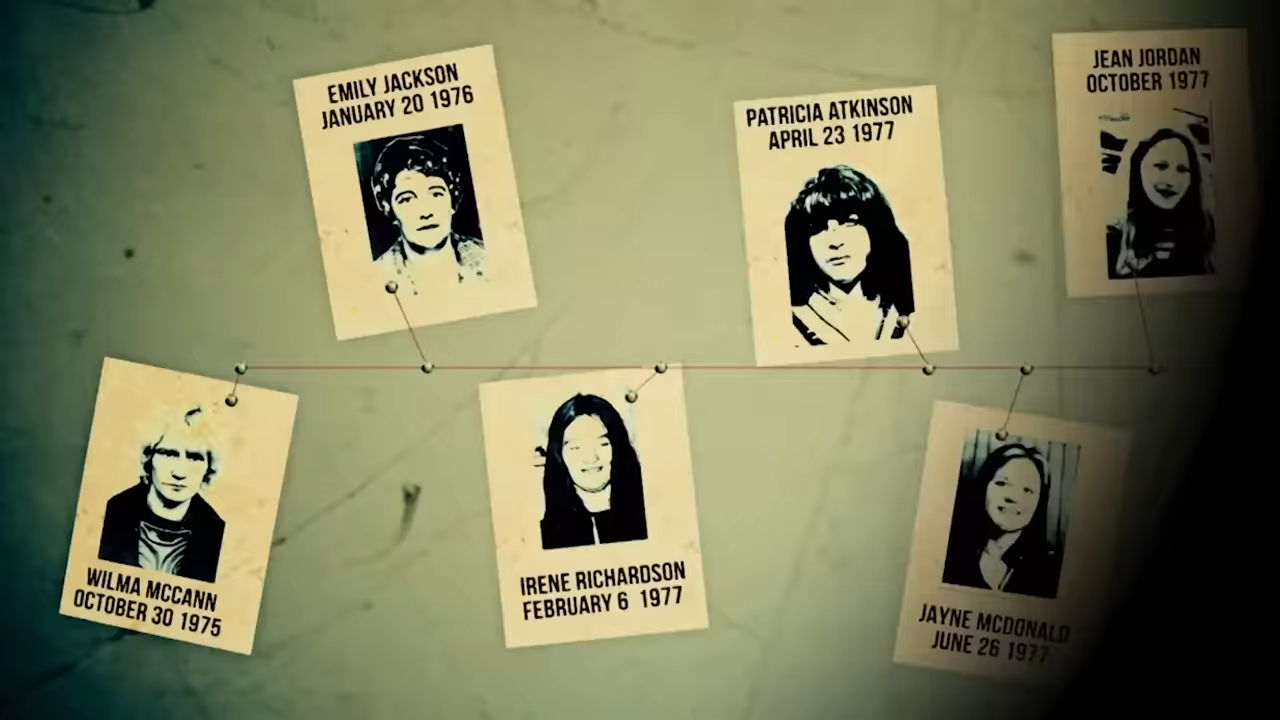 EMILY JACKSON
JANUARY 20 1976
PATRICIA ATKINSON
APRIL 23 1977
JEAN JORDAN
OCTOBER 1977
WILMA MCCANN
OCTOBER 30 1975
IRENE RICHARDSON
FEBRUARY 6 1977
JAYNE MCDONALD
JUNE 26 1977